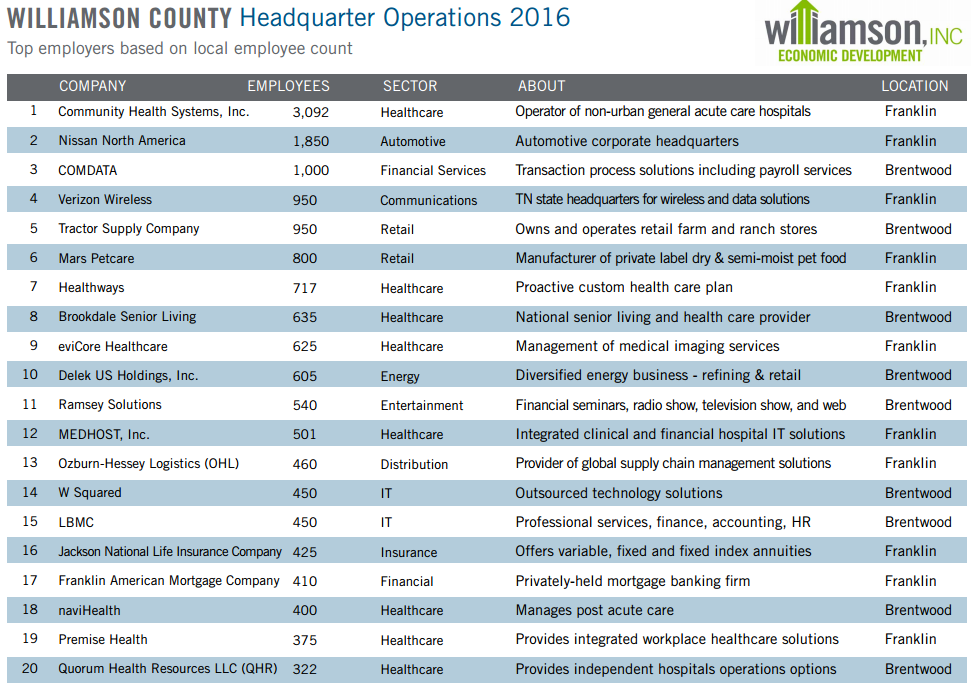 WILLIAMSON COUNTY Headquarter Operations 2016
Top employers based on local employee count
williamson, INC
ECONOMIC DEVELOPMENT
COMPANY EMPLOYEES SECTOR ABOUT LOCATION
1 Community Health Systems, Inc. 3,092 Healthcare Operator of non-urban general acute care hospitals Franklin
2 Nissan North America 1,850 Automotive Automotive corporate headquarters Franklin
3 COMDATA 1,000 Financial Services Transaction process solutions including payroll services Brentwood
4 Verizon Wireless 950 Communications TN state headquarters for wireless and data solutions Franklin
5 Tractor Supply Company 950 Retail Owns and operates retail farm and ranch stores Brentwood
6 Mars Petcare 800 Retail Manufacturer of private label dry & semi-moist pet food Franklin
7 Healthways 717 Healthcare Proactive custom health care plan Franklin
8 Brookdale Senior Living 635 Healthcare National senior living and health care provider Brentwood
9 eviCore Healthcare 625 Healthcare Management of medical imaging services Franklin
10 Delek US Holdings, Inc. 605 Energy Diversified energy business - refining & retail Brentwood
11 Ramsey Solutions 540 Entertainment Financial seminars, radio show, television show, and web Brentwood
12 MEDHOST, Inc. 501 Healthcare Integrated clinical and financial hospital IT solutions Franklin
13 Ozburn-Hessey Logistics (OHL) 460 Distribution Provider of global supply chain management solutions Franklin
14 W Squared 450 IT Outsourced technology solutions Brentwood
15 LBMC 450 IT Professional services, finance, accounting, HR Brentwood
16 Jackson National Life Insurance Company 425 Insurance Offers variable, fixed and fixed index annuities Franklin
17 Franklin American Mortgage Company 410 Financial Privately-held mortgage banking firm Franklin
18 naviHealth 400 Healthcare Manages post acute care Brentwood
19 Premise Health 375 Healthcare Provides integrated workplace healthcare solutions Franklin
20 Quorum Health Resources LLC (QHR) 322 Healthcare Provides independent hospitals operations options Brentwood